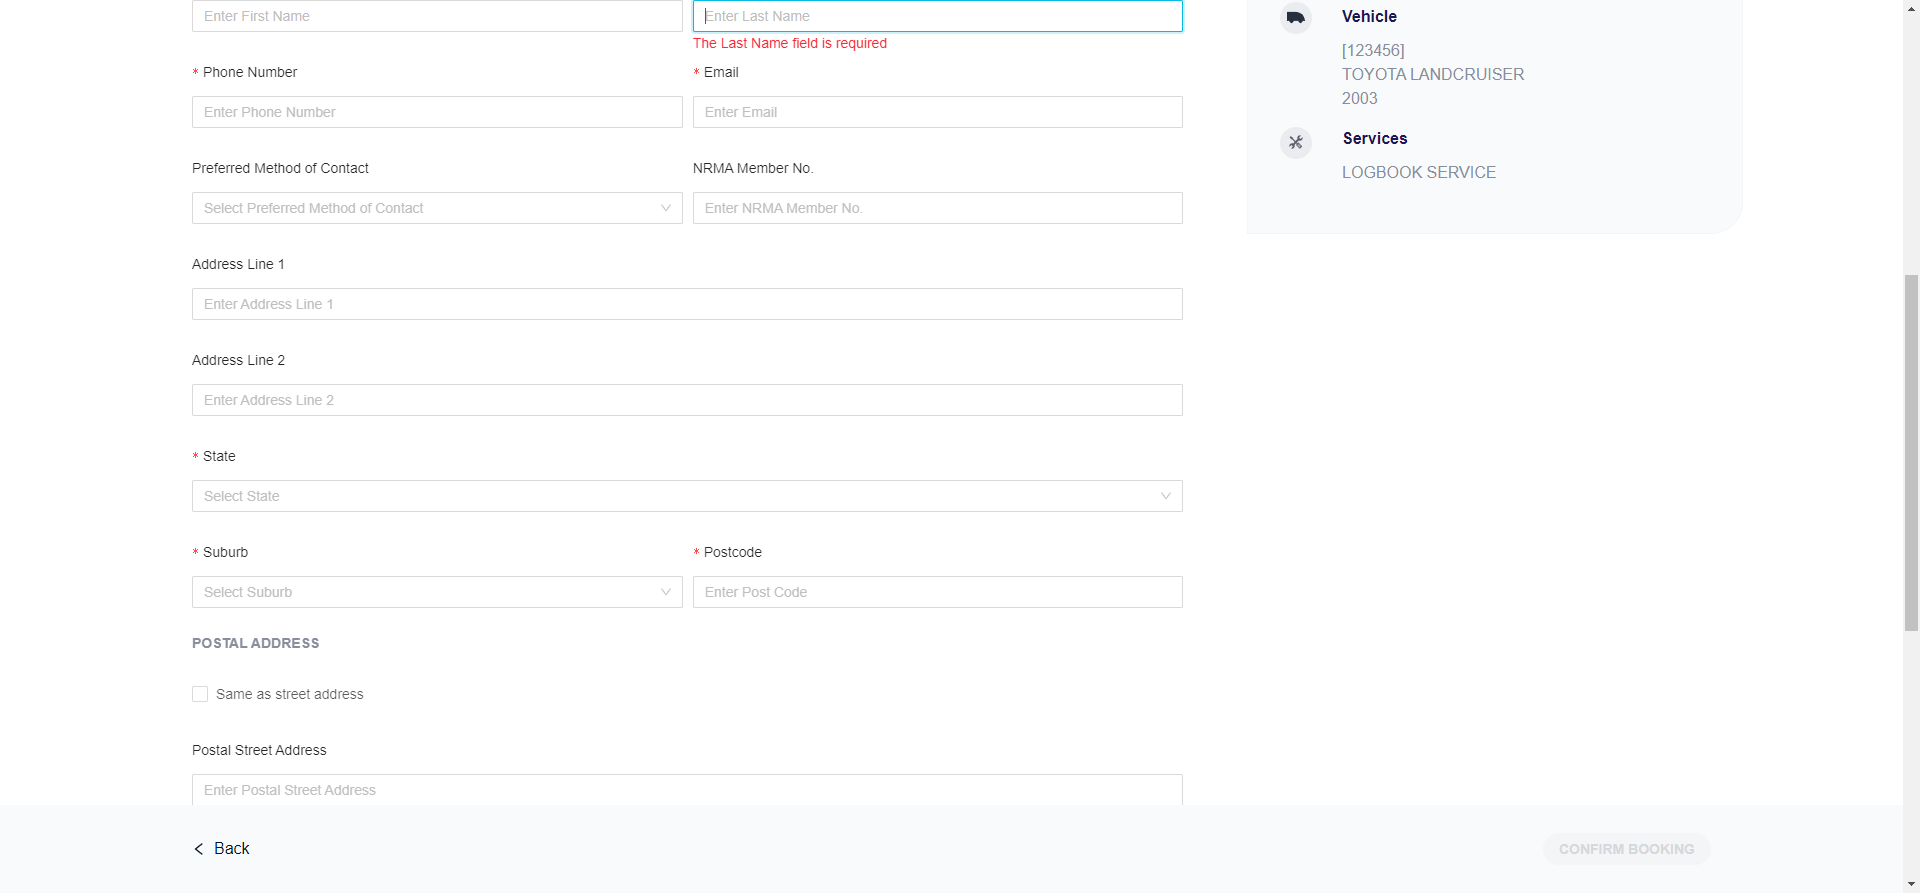 Enter First Name
Enter Last Name
The Last Name field is required
* Phone Number
* Email
Enter Phone Number
Enter Email
Preferred Method of Contact
NRMA Member No.
Select Preferred Method of Contact
Enter NRMA Member No.
Address Line 1
Enter Address Line 1
Address Line 2
Enter Address Line 2
* State
Select State
* Suburb
* Postcode
Select Suburb
Enter Post Code
POSTAL ADDRESS
Same as street address
Postal Street Address
Enter Postal Street Address
Vehicle
[123456]
TOYOTA LANDCRUISER
2003
Services
LOGBOOK SERVICE
Back
CONFIRM BOOKING